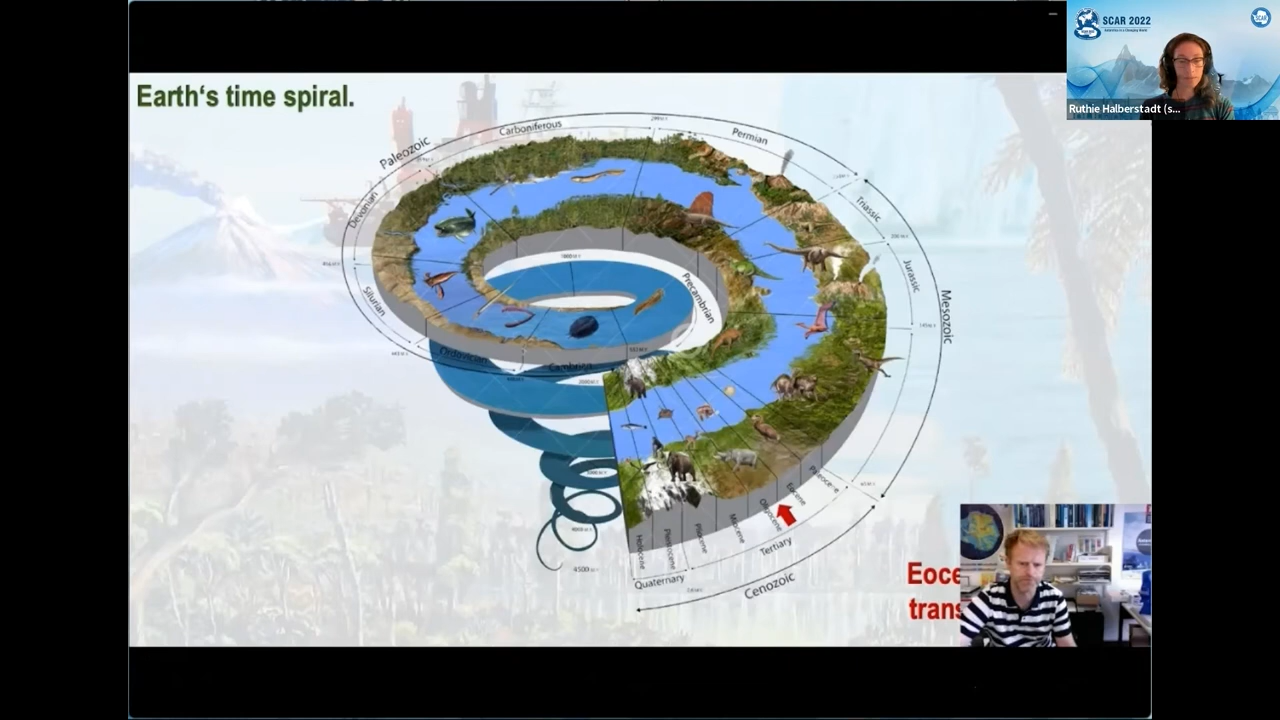 SCAR 2022
Ruthie Halberstadt (s...
Earth's time spiral.
Carboniferous
Permian
Paleozoic
Devonian
Triassic
Silurian
Jurassic
Mesozoic
Precambrian
Ordovician
Cambrian
Paleocene
Eocene
Oligocene
Miocene
Pliocene
Pleistocene
Holocene
Tertiary
Quaternary
Cenozoic
4500
Eoce
trans